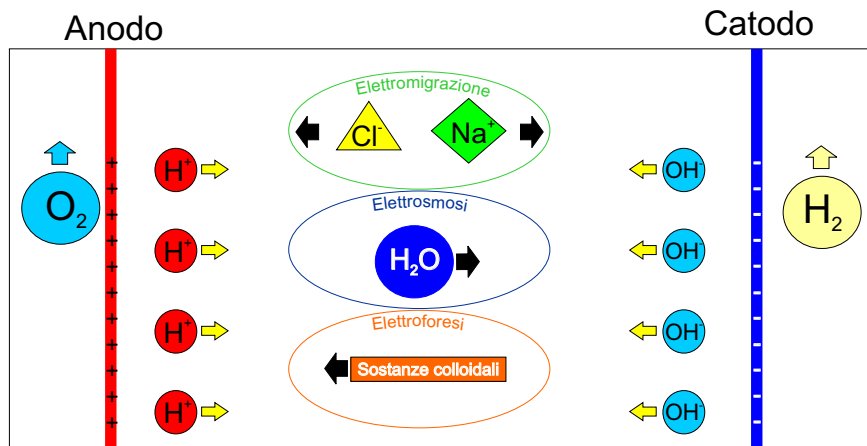 Anodo
Catodo
Elettromigrazione
Cl⁻
Na⁺
H⁺
OH⁻
O₂
H₂
Elettrosmosi
H⁺
H₂O
OH⁻
Elettroforesi
H⁺
OH⁻
Sostanze colloidali
H⁺
OH⁻